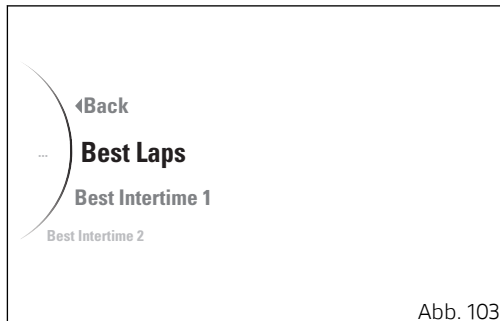 Back
... Best Laps
Best Intertime 1
Best Intertime 2
Abb. 103